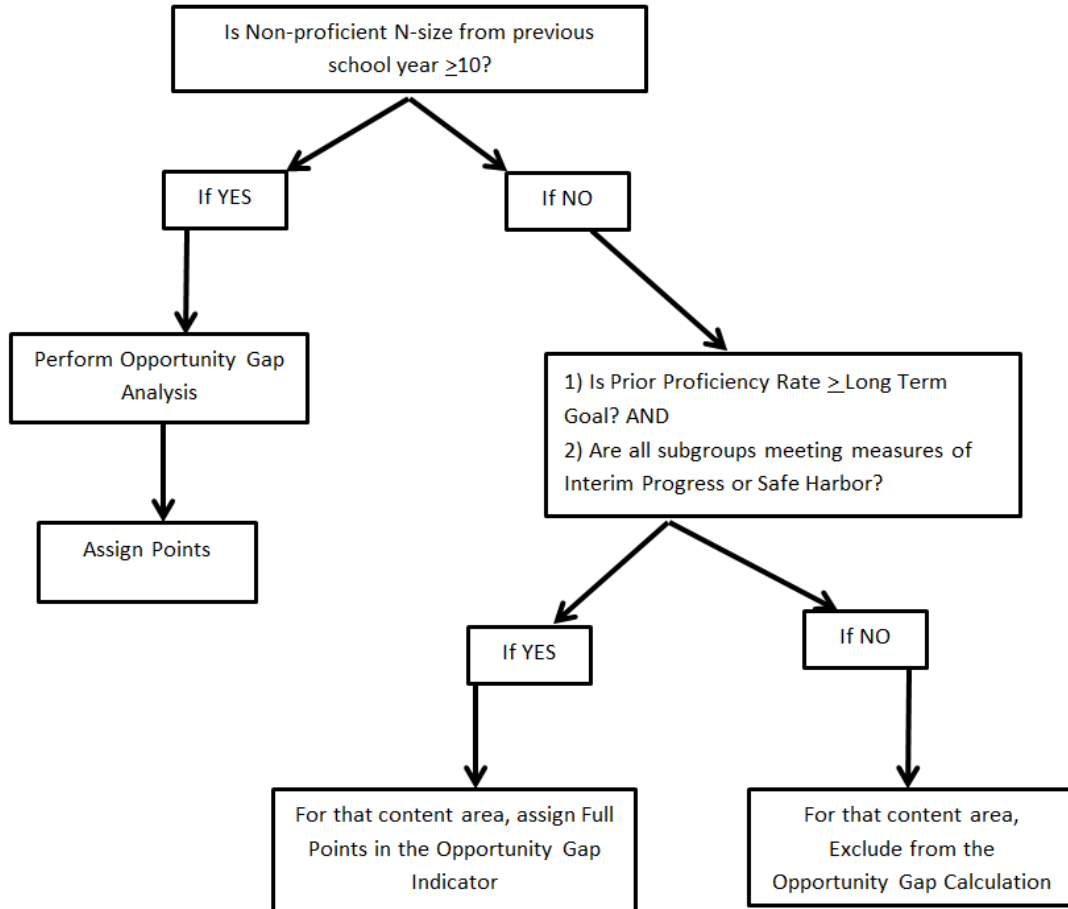 Is Non-proficient N-size from previous
school year ≥10?
If YES
If NO
Perform Opportunity Gap
Analysis
1) Is Prior Proficiency Rate ≥ Long Term
Goal? AND
2) Are all subgroups meeting measures of
Interim Progress or Safe Harbor?
Assign Points
If YES
If NO
For that content area, assign Full
Points in the Opportunity Gap
Indicator
For that content area,
Exclude from the
Opportunity Gap Calculation